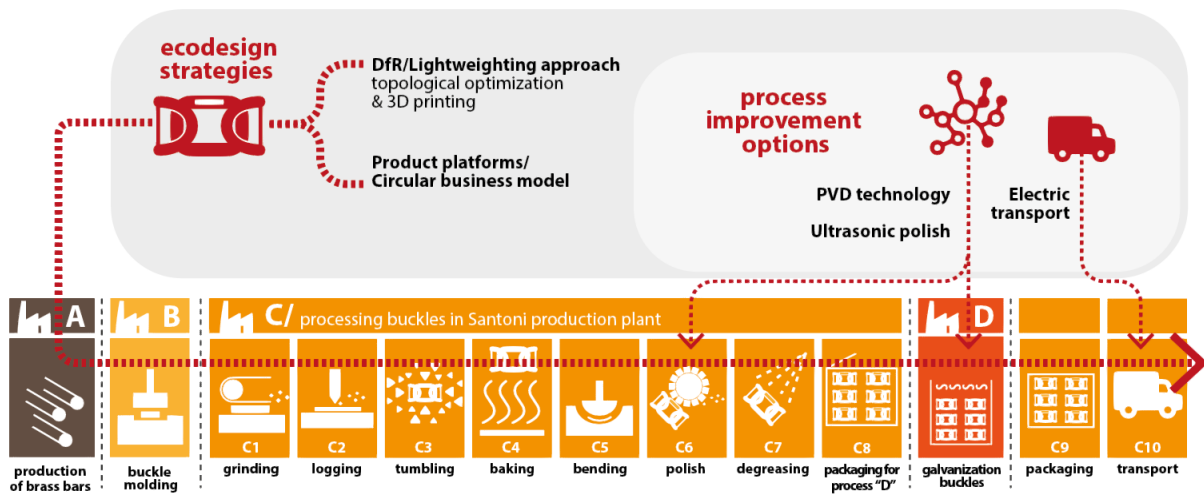 ecodesign
strategies
DfR/Lightweighting approach
topological optimization
& 3D printing
Product platforms/
Circular business model
process
improvement
options
PVD technology
Ultrasonic polish
Electric
transport
A
B
C/ processing buckles in Santoni production plant
D
C1
C2
C3
C4
C5
C6
C7
C8
C9
C10
production
of brass bars
buckle
molding
grinding
logging
tumbling
baking
bending
polish
degreasing
packaging for
process "D"
galvanization
buckles
packaging
transport